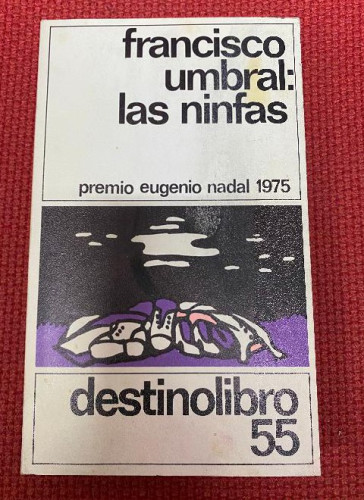 francisco
umbral:
las ninfas
premio eugenio nadal 1975
destinolibro
55